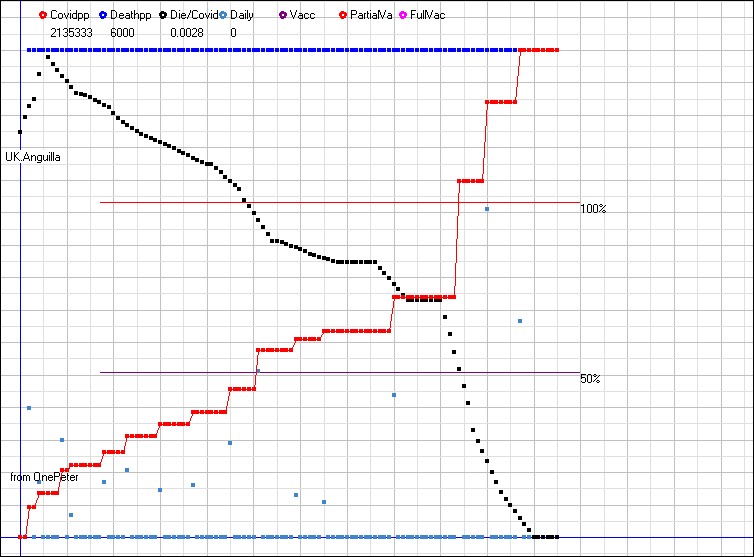 Covidpp Deathpp Die/Covid Daily Vacc PartialVa FullVac
2135333 6000 0.0028 0
UK.Anguilla
100%
50%
from OnePeter